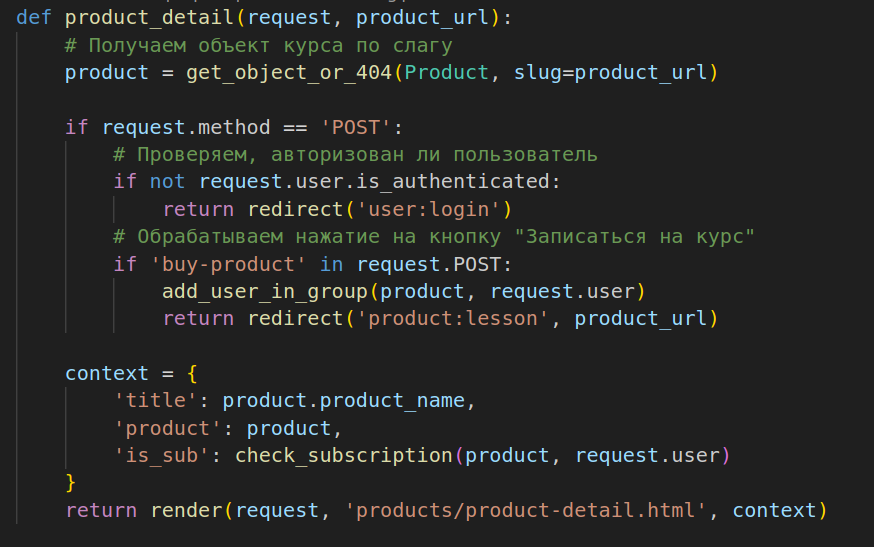 def product_detail(request, product_url):
    # Получаем объект курса по слагу
    product = get_object_or_404(Product, slug=product_url)
    if request.method == 'POST':
        # Проверяем, авторизован ли пользователь
        if not request.user.is_authenticated:
            return redirect('user:login')
        # Обрабатываем нажатие на кнопку "Записаться на курс"
        if 'buy-product' in request.POST:
            add_user_in_group(product, request.user)
            return redirect('product:lesson', product_url)
    context = {
        'title': product.product_name,
        'product': product,
        'is_sub': check_subscription(product, request.user)
    }
    return render(request, 'products/product-detail.html', context)